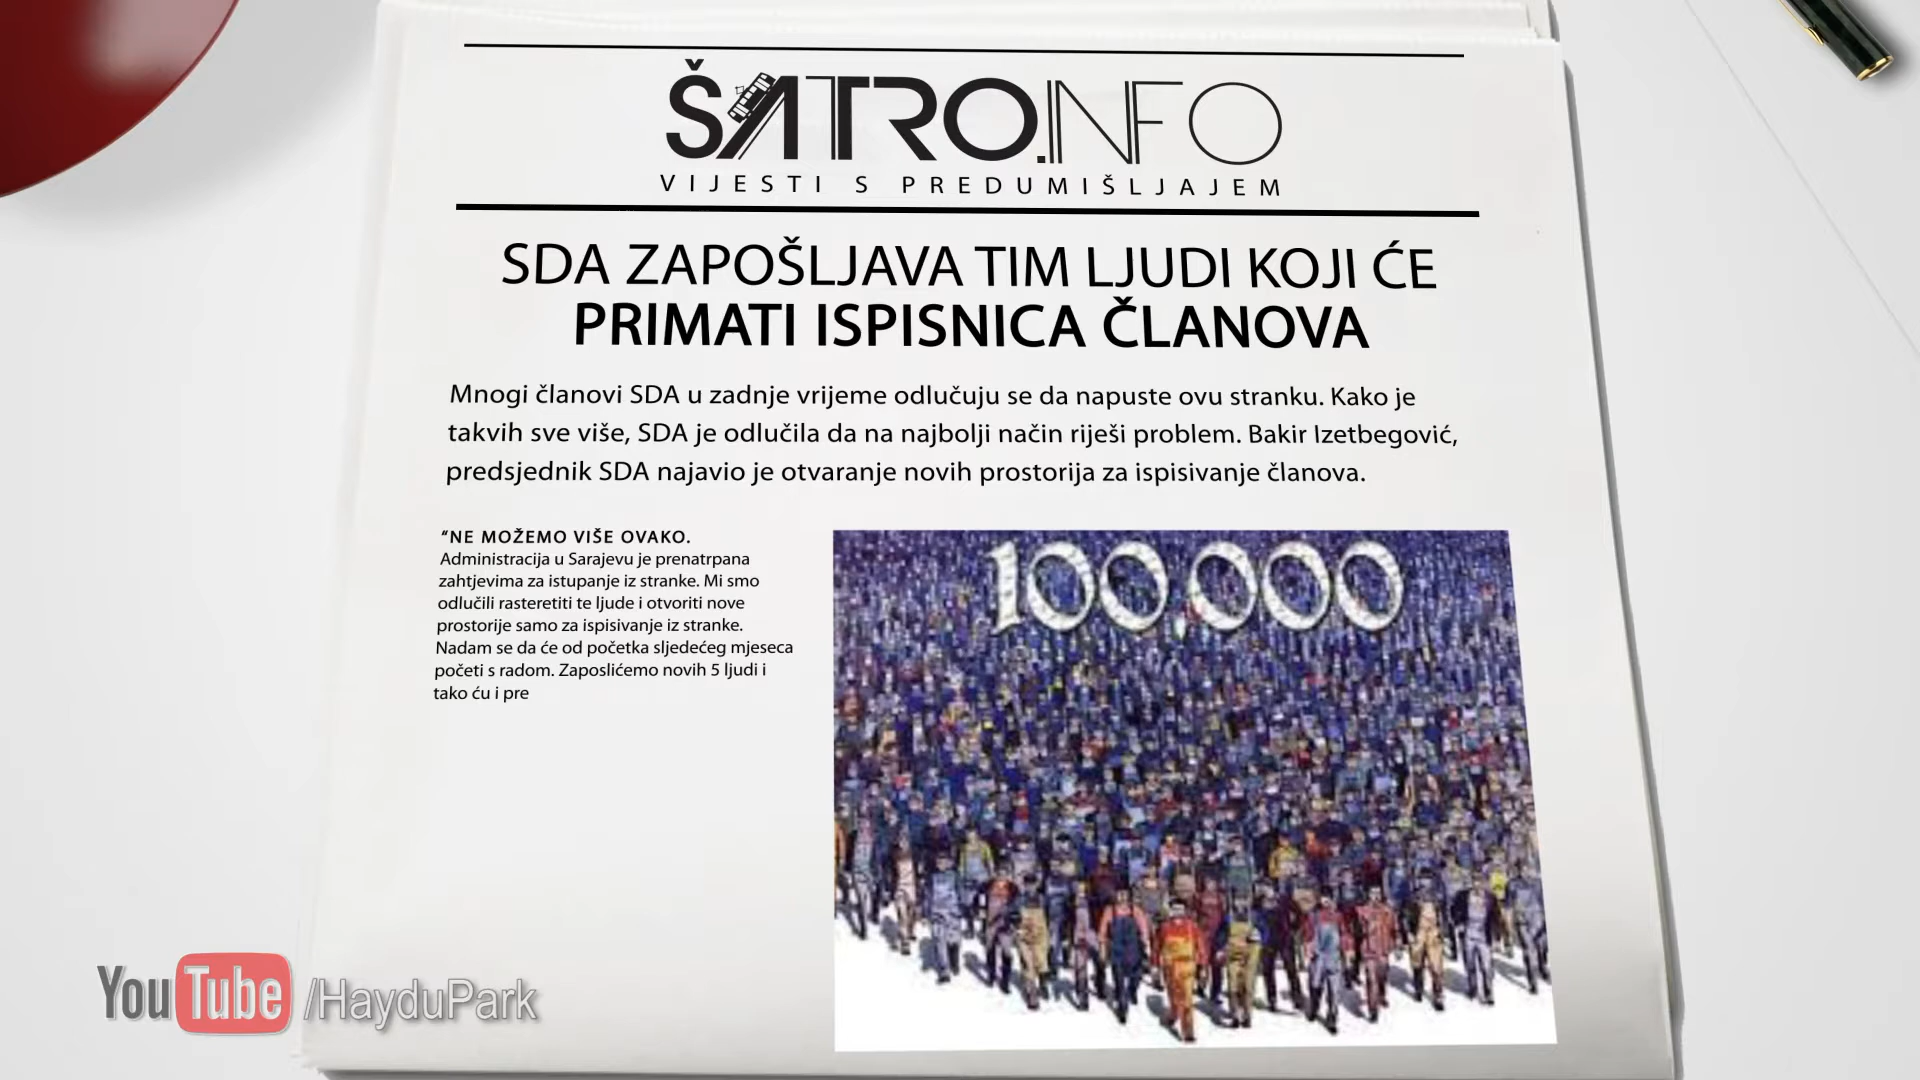 ŠATRO.INFO
VIJESTI S PREDUMIŠLJAJEM
SDA ZAPOŠLJAVA TIM LJUDI KOJI ĆE
PRIMATI ISPISNICA ČLANOVA
Mnogi članovi SDA u zadnje vrijeme odlučuju se da napuste ovu stranku. Kako je
takvih sve više, SDA je odlučila da na najbolji način riješi problem. Bakir Izetbegović,
predsjednik SDA najavio je otvaranje novih prostorija za ispisivanje članova.
“NE MOŽEMO VIŠE OVAKO.
Administracija u Sarajevu je prenatrpana
zahtjevima za istupanje iz stranke. Mi smo
odlučili rasteretiti te ljude i otvoriti nove
prostorije samo za ispisivanje iz stranke.
Nadam se da će od početka sljedećeg mjeseca
početi s radom. Zaposlićemo novih 5 ljudi i
tako ću i pre
100.000
YouTube/HayduPark